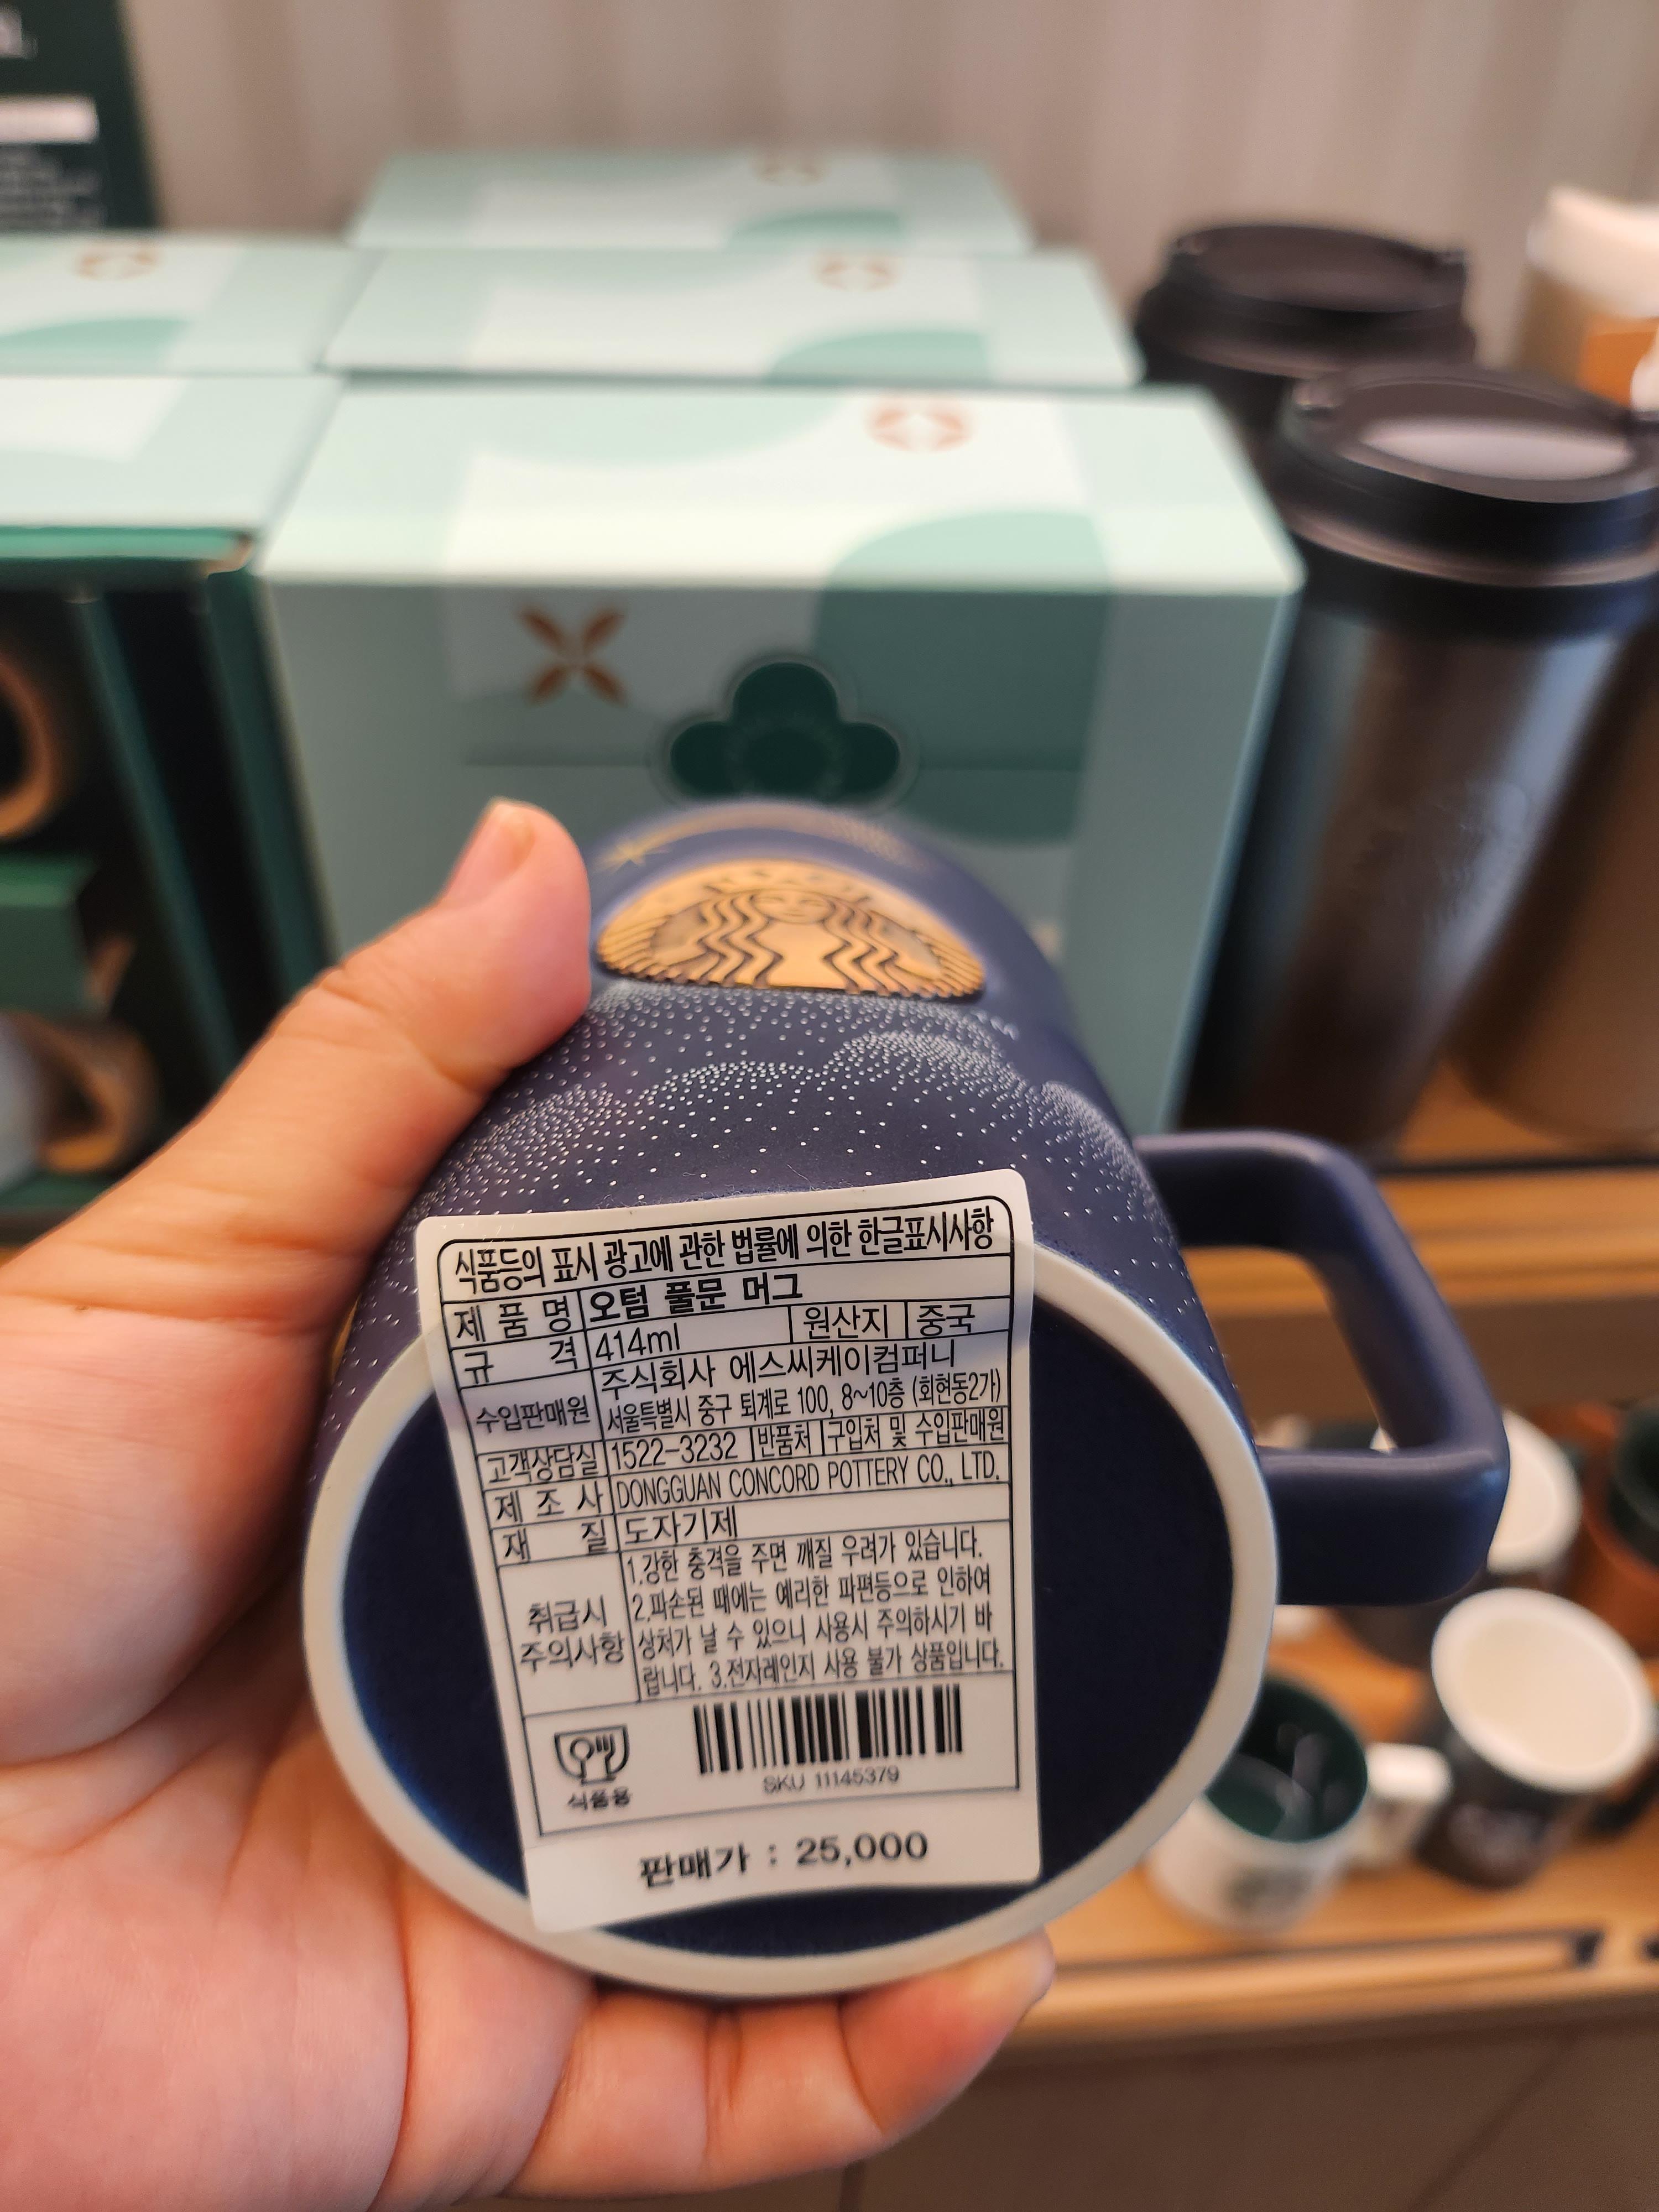 식품등의 표시 광고에 관한 법률에 의한 한글표시사항
제 품 명 오텀 풀문 머그
규 격 414ml 원산지 중국
수입판매원 주식회사 에스씨케이컴퍼니
서울특별시 중구 퇴계로 100, 8~10층 (회현동2가)
고객상담실 1522-3232 반품처 구입처 및 수입판매원
제 조 사 DONGGUAN CONCORD POTTERY CO., LTD.
재 질 도자기제
취급시 주의사항 1.강한 충격을 주면 깨질 우려가 있습니다.
2.파손된 때에는 예리한 파편등으로 인하여
상처가 날 수 있으니 사용시 주의하시기 바
랍니다. 3.전자레인지 사용 불가 상품입니다.
식품용
SKU 11145379
판매가 : 25,000